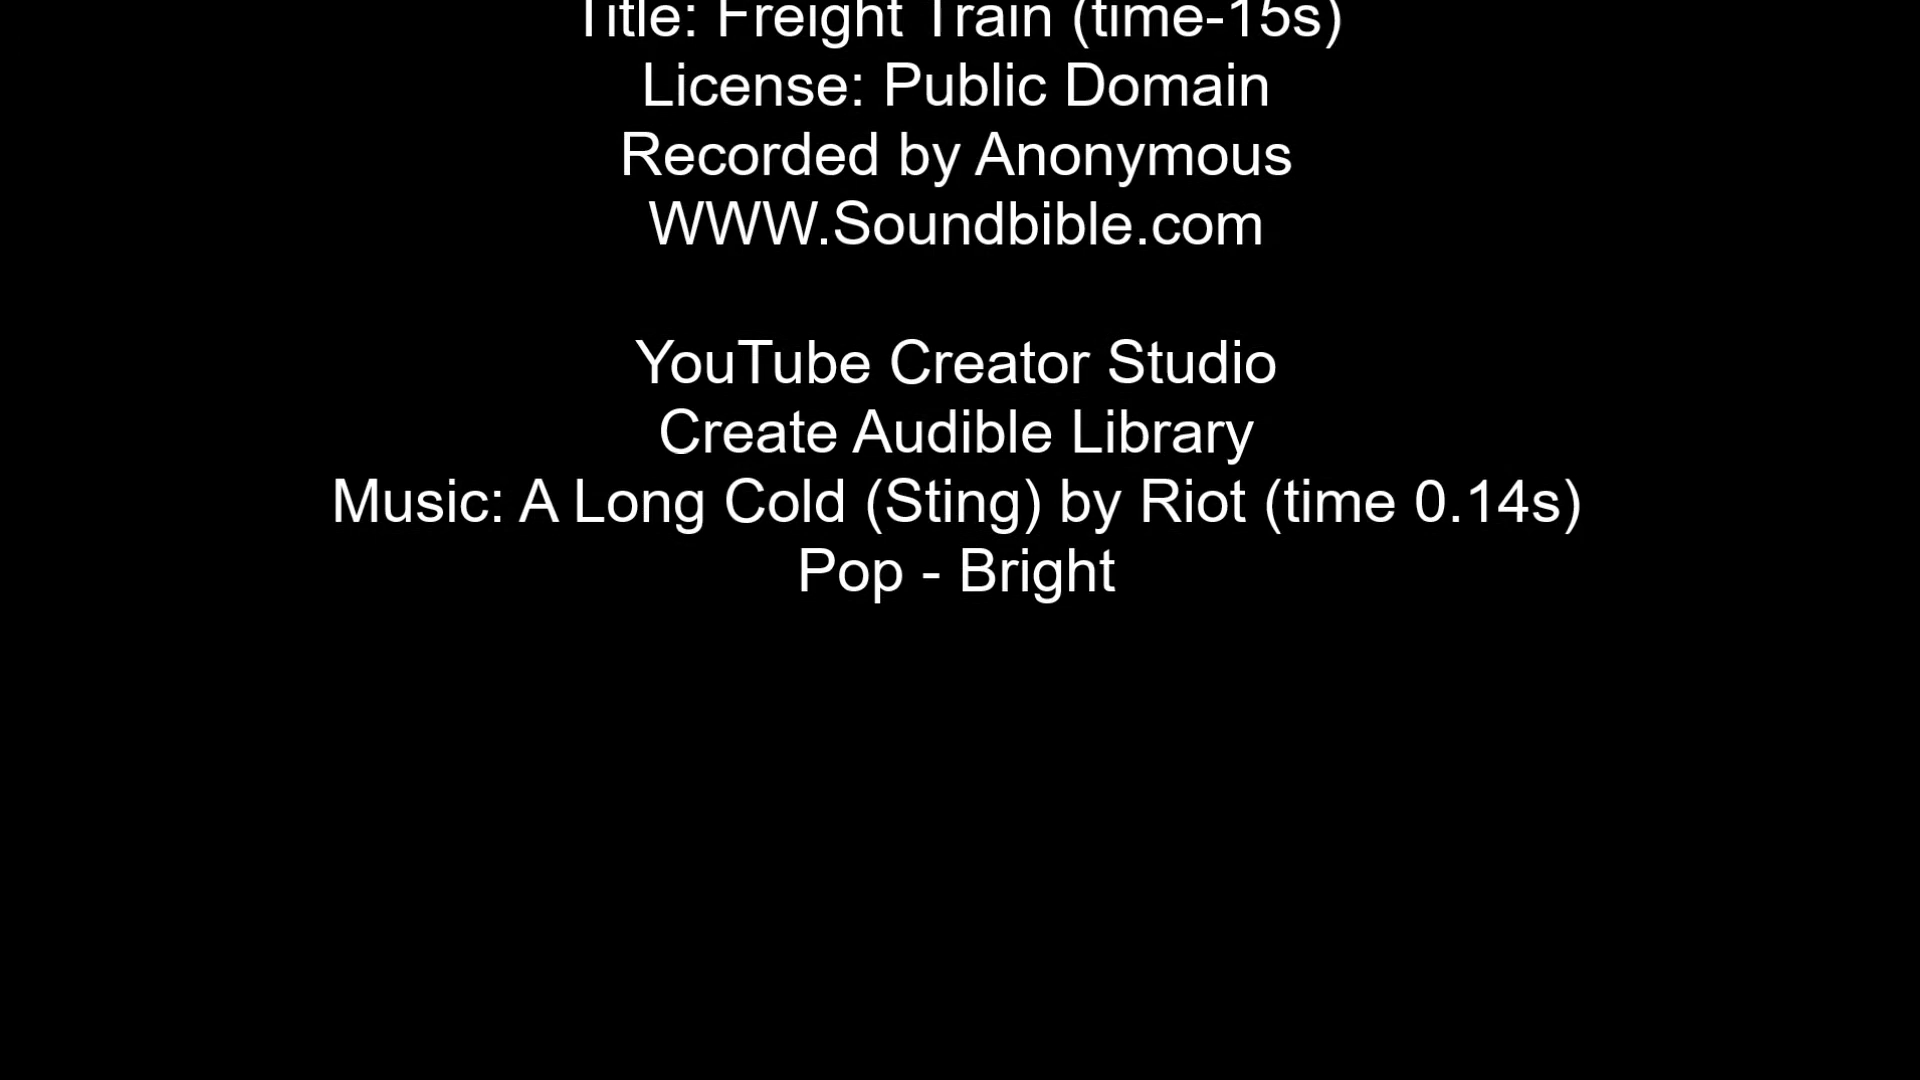 Title: Freight Train (time-15s)
License: Public Domain
Recorded by Anonymous
WWW.Soundbible.com
YouTube Creator Studio
Create Audible Library
Music: A Long Cold (Sting) by Riot (time 0.14s)
Pop - Bright